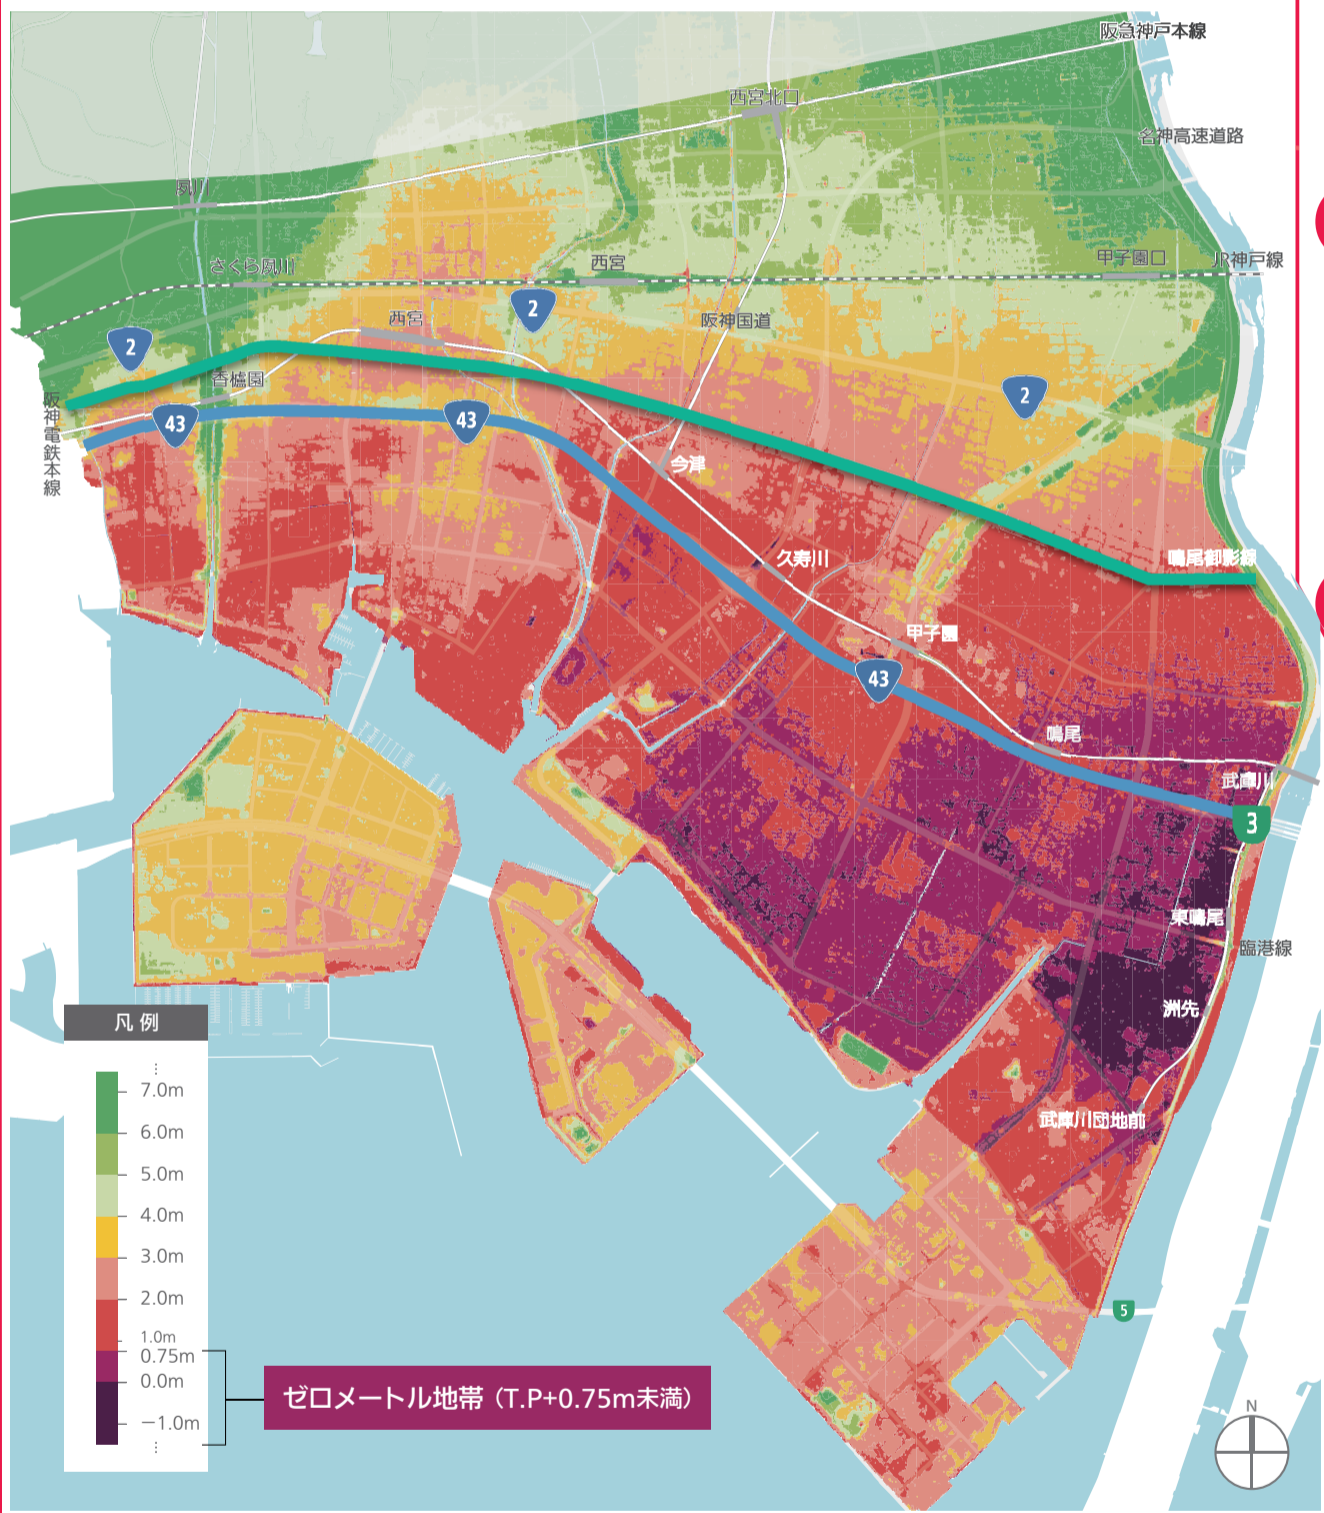 阪急神戸本線
西宮北口
名神高速道路
夙川
さくら夙川
西宮
甲子園口
JR神戸線
2
西宮
2
阪神国道
香櫨園
2
阪神電鉄本線
43
43
今津
久寿川
鳴尾御影線
甲子園
43
鳴尾
武庫川
3
東鳴尾
臨港線
洲先
武庫川団地前
5
凡例
7.0m
6.0m
5.0m
4.0m
3.0m
2.0m
1.0m
0.75m
0.0m
−1.0m
ゼロメートル地帯（T.P+0.75m未満）
N